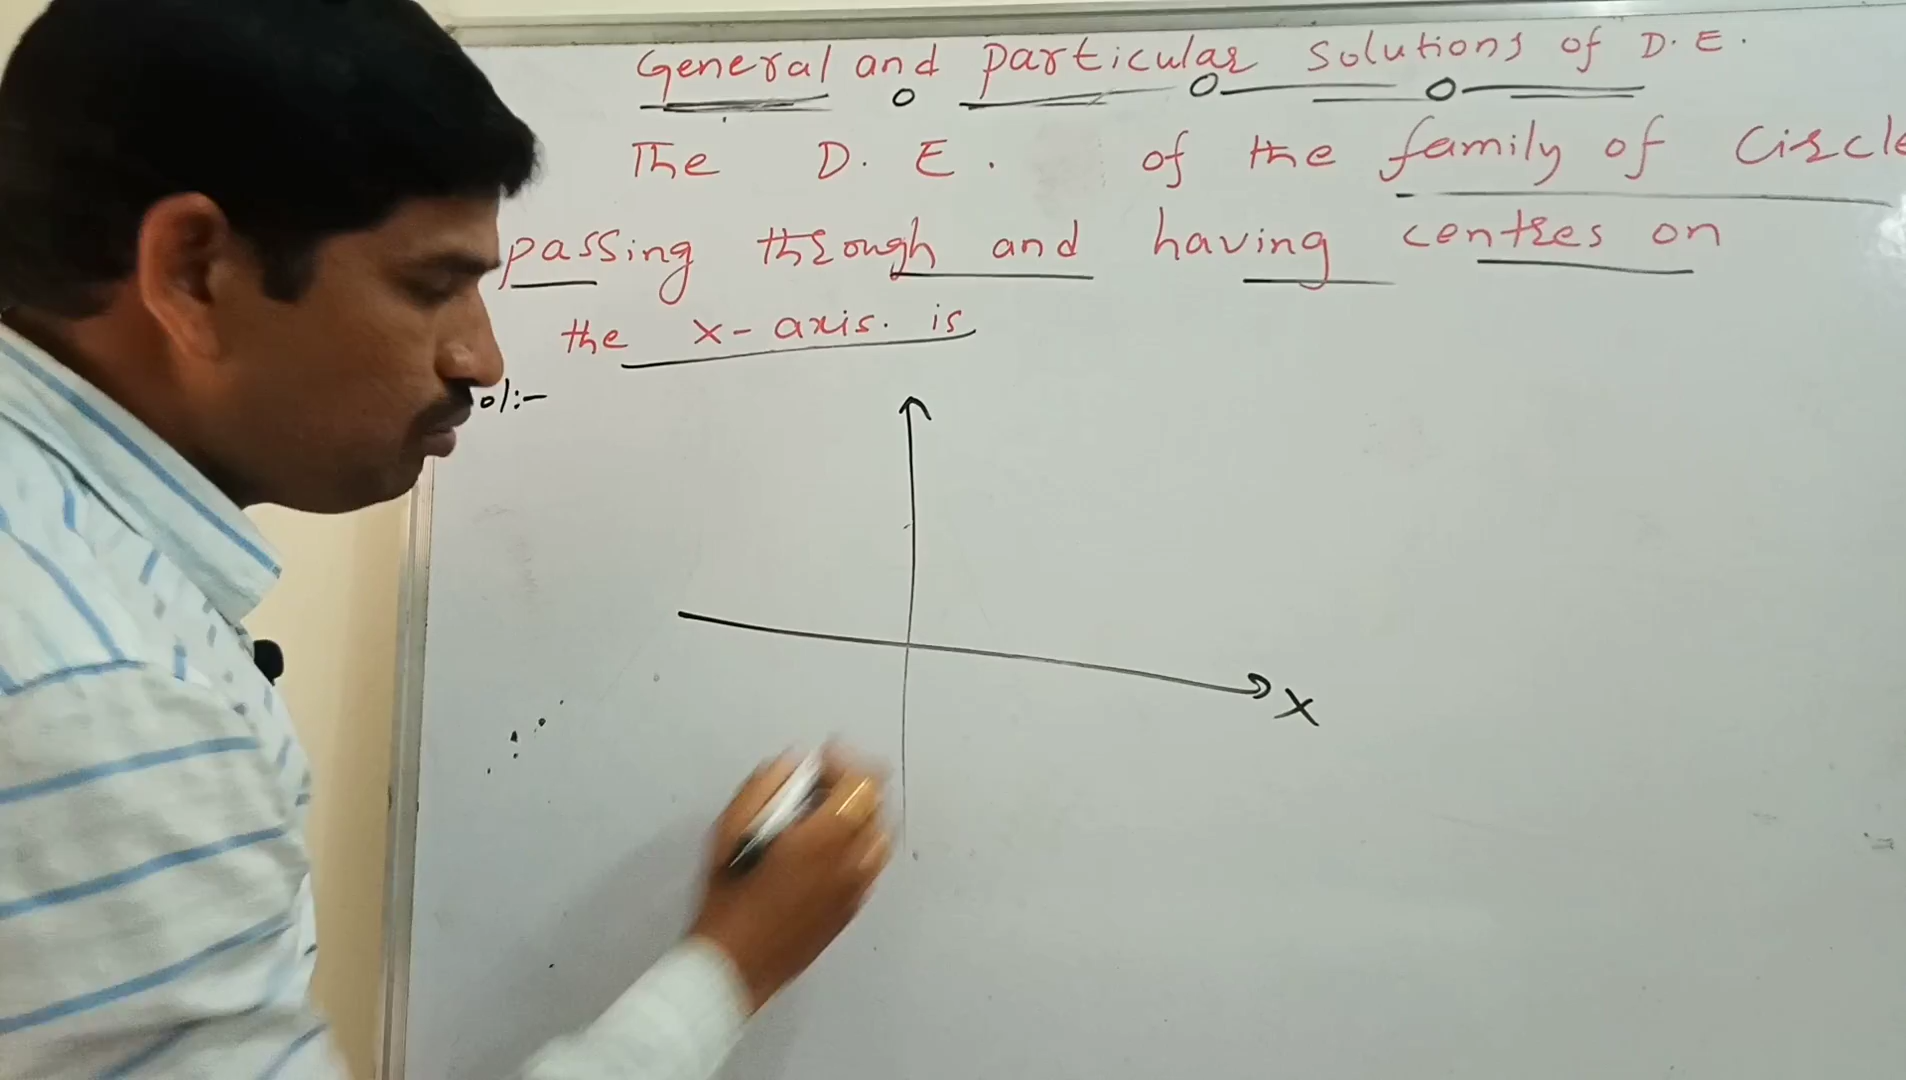 General and particular solutions of D.E.
The D. E. of the family of circle
passing through and having centres on
the x-axis. is
ol:-
X